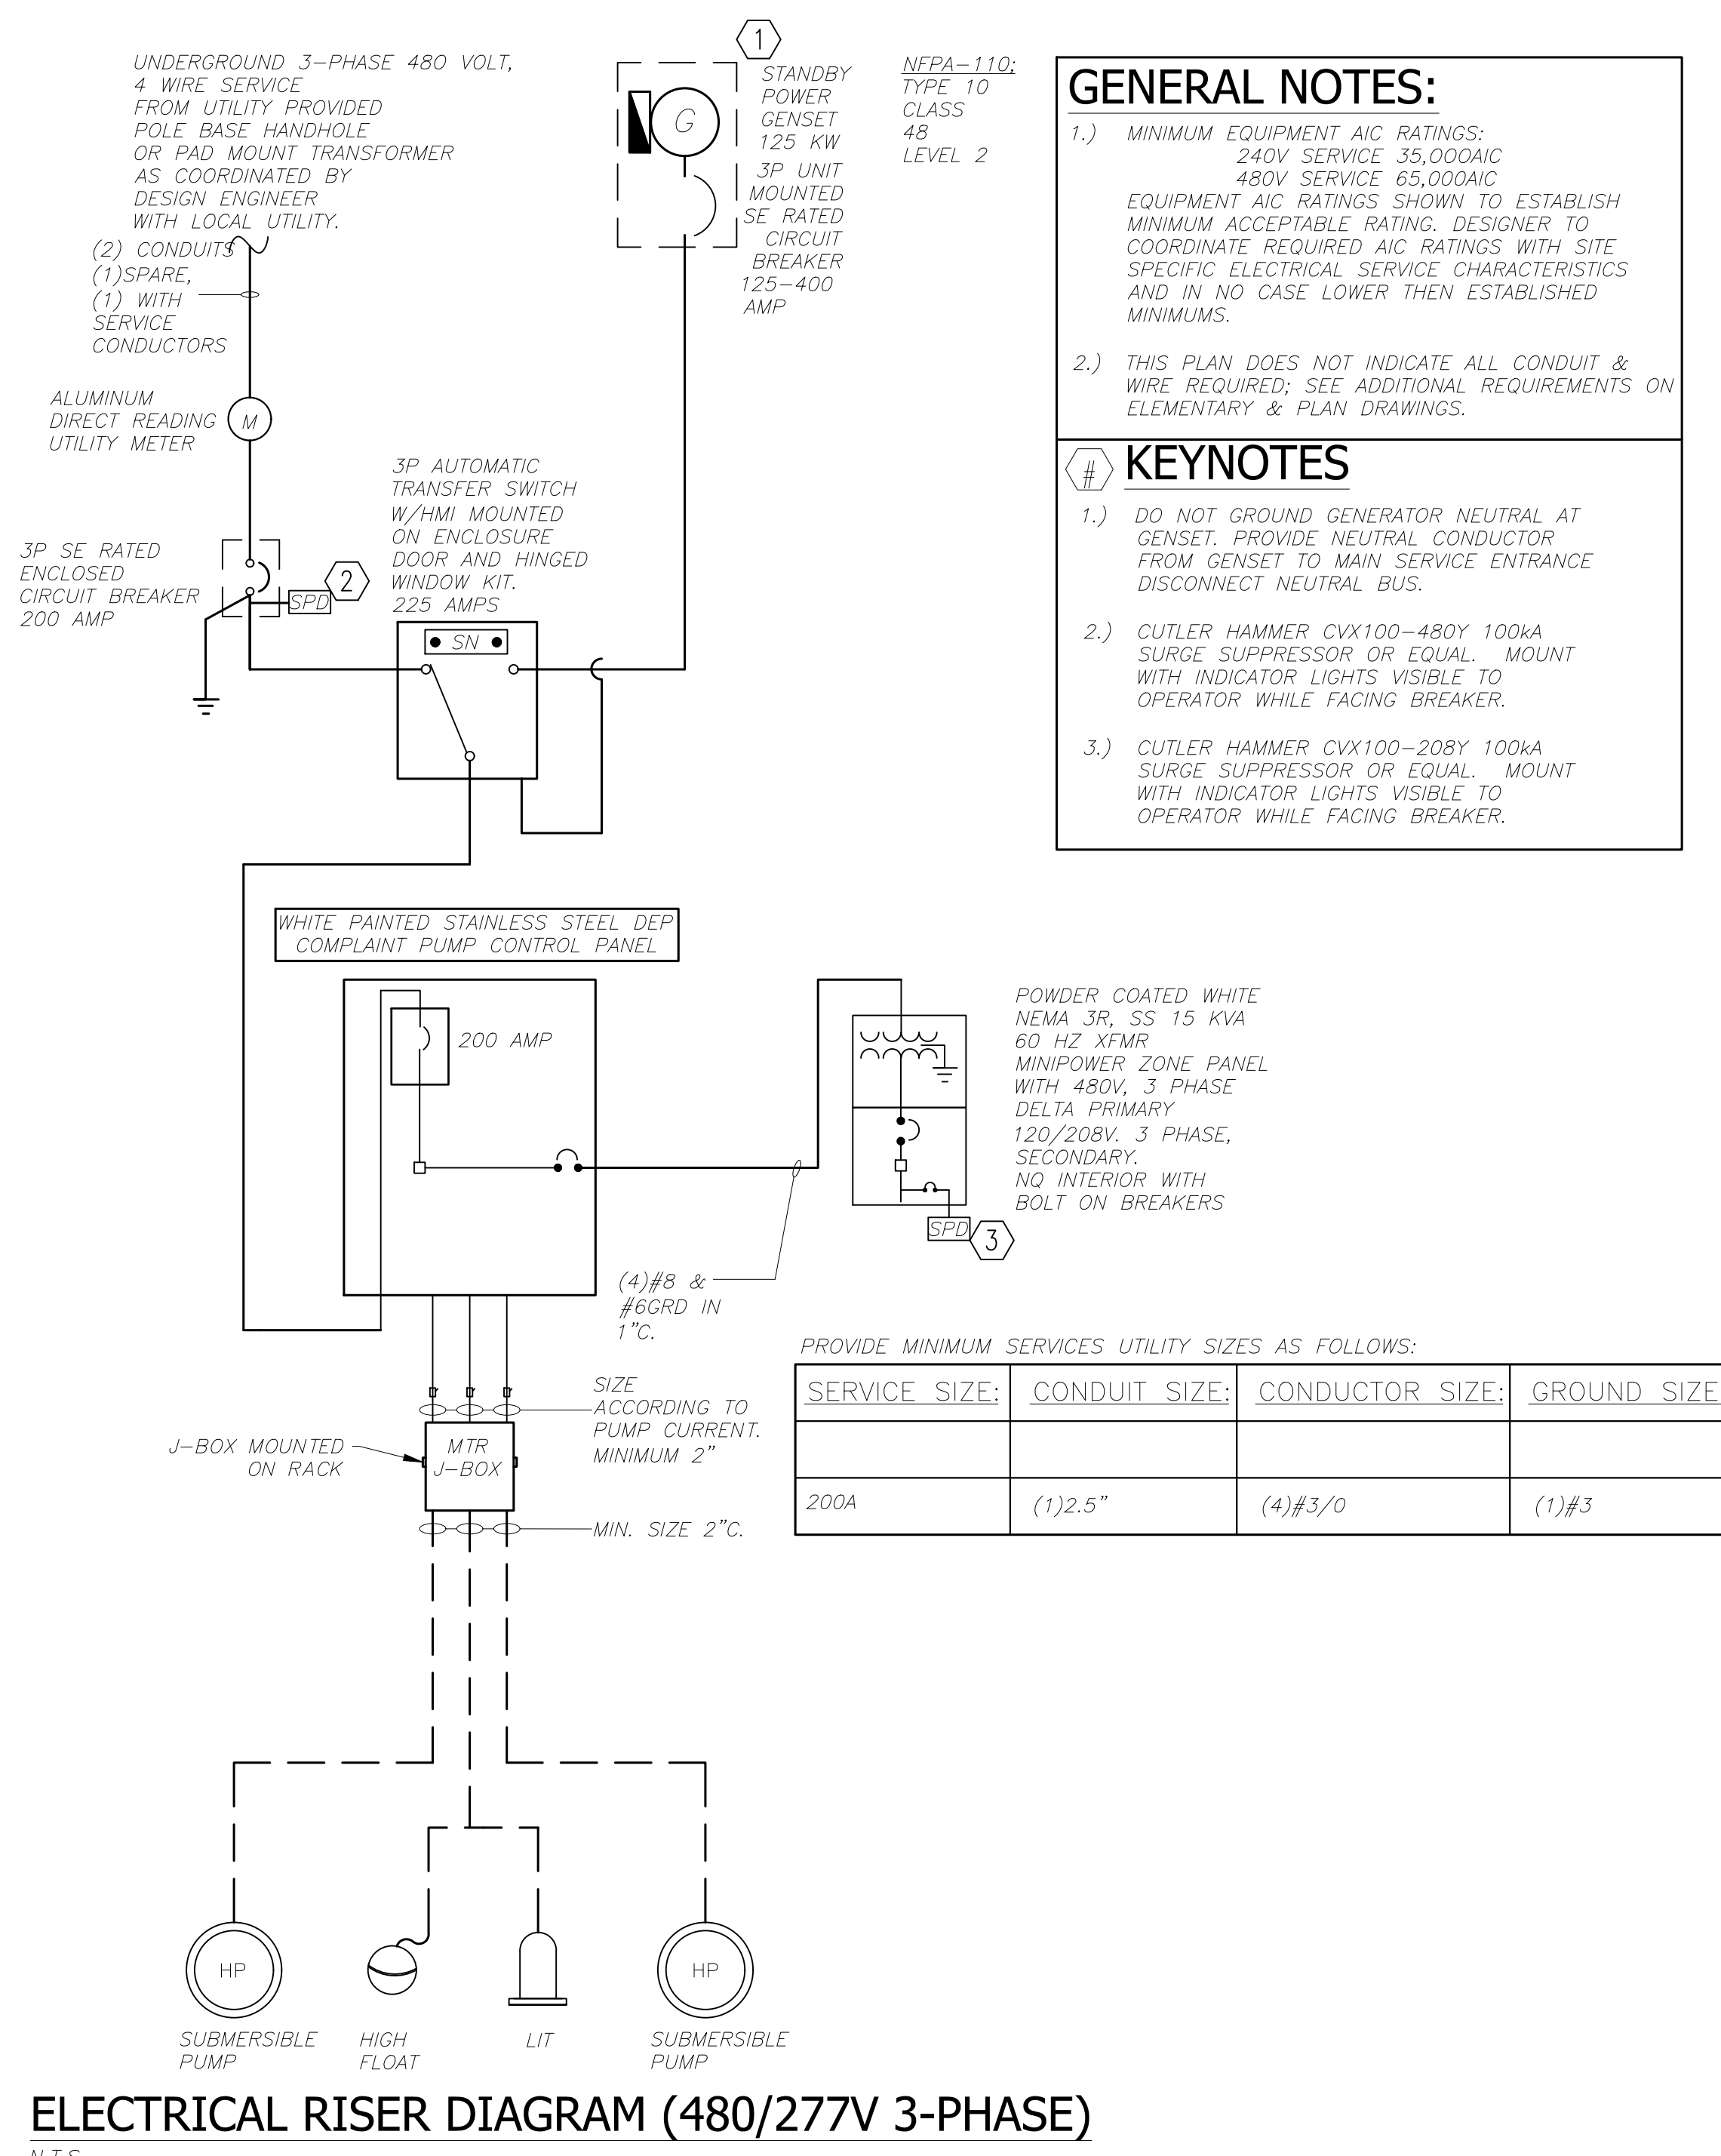 UNDERGROUND 3-PHASE 480 VOLT,
4 WIRE SERVICE
FROM UTILITY PROVIDED
POLE BASE HANDHOLE
OR PAD MOUNT TRANSFORMER
AS COORDINATED BY
DESIGN ENGINEER
WITH LOCAL UTILITY.
(2) CONDUITS
(1)SPARE,
(1) WITH
SERVICE
CONDUCTORS
ALUMINUM
DIRECT READING
UTILITY METER
M
3P SE RATED
ENCLOSED
CIRCUIT BREAKER
200 AMP
SPD
2
1
G
STANDBY
POWER
GENSET
125 KW
3P UNIT
MOUNTED
SE RATED
CIRCUIT
BREAKER
125-400
AMP
NFPA-110;
TYPE 10
CLASS
48
LEVEL 2
3P AUTOMATIC
TRANSFER SWITCH
W/HMI MOUNTED
ON ENCLOSURE
DOOR AND HINGED
WINDOW KIT.
225 AMPS
SN
GENERAL NOTES:
1.) MINIMUM EQUIPMENT AIC RATINGS:
240V SERVICE 35,000AIC
480V SERVICE 65,000AIC
EQUIPMENT AIC RATINGS SHOWN TO ESTABLISH
MINIMUM ACCEPTABLE RATING. DESIGNER TO
COORDINATE REQUIRED AIC RATINGS WITH SITE
SPECIFIC ELECTRICAL SERVICE CHARACTERISTICS
AND IN NO CASE LOWER THEN ESTABLISHED
MINIMUMS.
2.) THIS PLAN DOES NOT INDICATE ALL CONDUIT &
WIRE REQUIRED; SEE ADDITIONAL REQUIREMENTS ON
ELEMENTARY & PLAN DRAWINGS.
# KEYNOTES
1.) DO NOT GROUND GENERATOR NEUTRAL AT
GENSET. PROVIDE NEUTRAL CONDUCTOR
FROM GENSET TO MAIN SERVICE ENTRANCE
DISCONNECT NEUTRAL BUS.
2.) CUTLER HAMMER CVX100-480Y 100kA
SURGE SUPPRESSOR OR EQUAL. MOUNT
WITH INDICATOR LIGHTS VISIBLE TO
OPERATOR WHILE FACING BREAKER.
3.) CUTLER HAMMER CVX100-208Y 100kA
SURGE SUPPRESSOR OR EQUAL. MOUNT
WITH INDICATOR LIGHTS VISIBLE TO
OPERATOR WHILE FACING BREAKER.
WHITE PAINTED STAINLESS STEEL DEP
COMPLAINT PUMP CONTROL PANEL
200 AMP
POWDER COATED WHITE
NEMA 3R, SS 15 KVA
60 HZ XFMR
MINIPOWER ZONE PANEL
WITH 480V, 3 PHASE
DELTA PRIMARY
120/208V. 3 PHASE,
SECONDARY.
NQ INTERIOR WITH
BOLT ON BREAKERS
SPD
3
(4)#8 &
#6GRD IN
1"C.
SIZE
ACCORDING TO
PUMP CURRENT.
MINIMUM 2"
J-BOX MOUNTED
ON RACK
MTR
J-BOX
MIN. SIZE 2"C.
PROVIDE MINIMUM SERVICES UTILITY SIZES AS FOLLOWS:
SERVICE SIZE: CONDUIT SIZE: CONDUCTOR SIZE: GROUND SIZE
200A (1)2.5" (4)#3/0 (1)#3
HP
HP
SUBMERSIBLE
PUMP
HIGH
FLOAT
LIT
SUBMERSIBLE
PUMP
ELECTRICAL RISER DIAGRAM (480/277V 3-PHASE)
N.T.S.